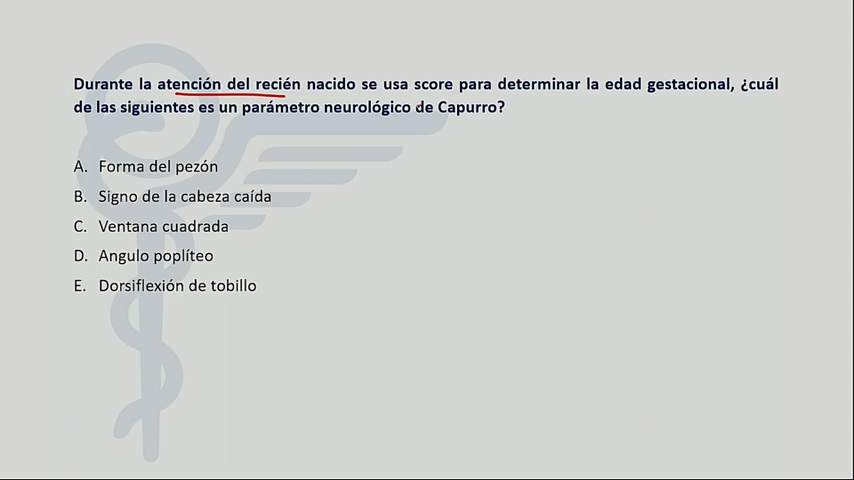 Durante la atención del recién nacido se usa score para determinar la edad gestacional, ¿cuál
de las siguientes es un parámetro neurológico de Capurro?
A. Forma del pezón
B. Signo de la cabeza caída
C. Ventana cuadrada
D. Angulo poplíteo
E. Dorsiflexión de tobillo